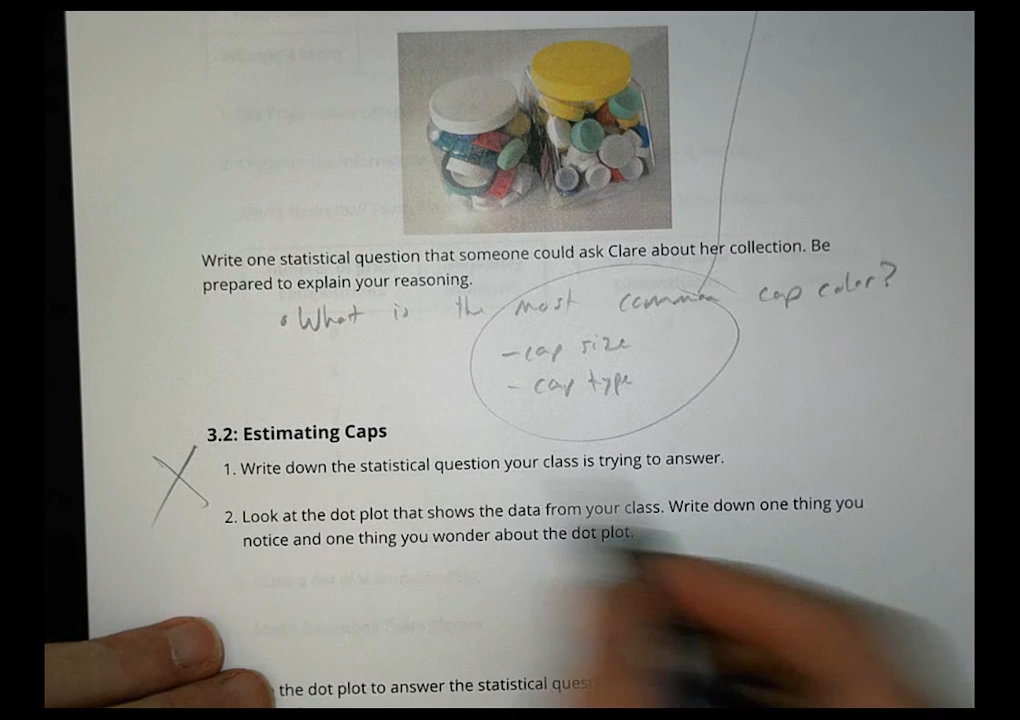 Write one statistical question that someone could ask Clare about her collection. Be
prepared to explain your reasoning.
• What is the most common cap color?
- cap size
- cap type
3.2: Estimating Caps
1. Write down the statistical question your class is trying to answer.
2. Look at the dot plot that shows the data from your class. Write down one thing you
notice and one thing you wonder about the dot plot.
the dot plot to answer the statistical